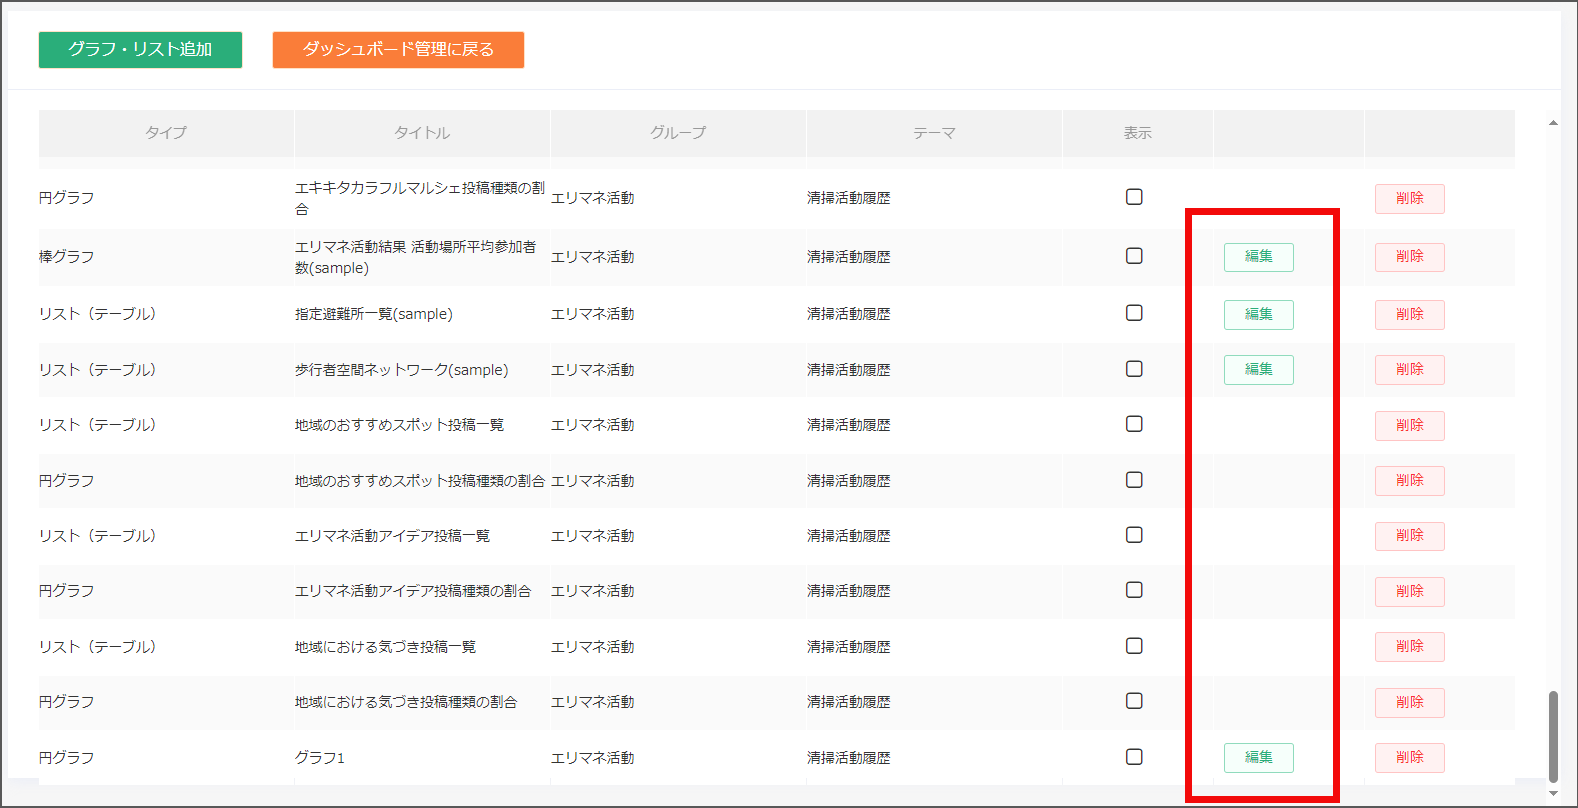 グラフ・リスト追加 ダッシュボード管理に戻る
タイプ タイトル グループ テーマ 表示
円グラフ エキキタカラフルマルシェ投稿種類の割合 エリマネ活動 清掃活動履歴 削除
棒グラフ エリマネ活動結果 活動場所平均参加者数(sample) エリマネ活動 清掃活動履歴 編集 削除
リスト（テーブル） 指定避難所一覧(sample) エリマネ活動 清掃活動履歴 編集 削除
リスト（テーブル） 歩行者空間ネットワーク(sample) エリマネ活動 清掃活動履歴 編集 削除
リスト（テーブル） 地域のおすすめスポット投稿一覧 エリマネ活動 清掃活動履歴 削除
円グラフ 地域のおすすめスポット投稿種類の割合 エリマネ活動 清掃活動履歴 削除
リスト（テーブル） エリマネ活動アイデア投稿一覧 エリマネ活動 清掃活動履歴 削除
円グラフ エリマネ活動アイデア投稿種類の割合 エリマネ活動 清掃活動履歴 削除
リスト（テーブル） 地域における気づき投稿一覧 エリマネ活動 清掃活動履歴 削除
円グラフ 地域における気づき投稿種類の割合 エリマネ活動 清掃活動履歴 削除
円グラフ グラフ1 エリマネ活動 清掃活動履歴 編集 削除